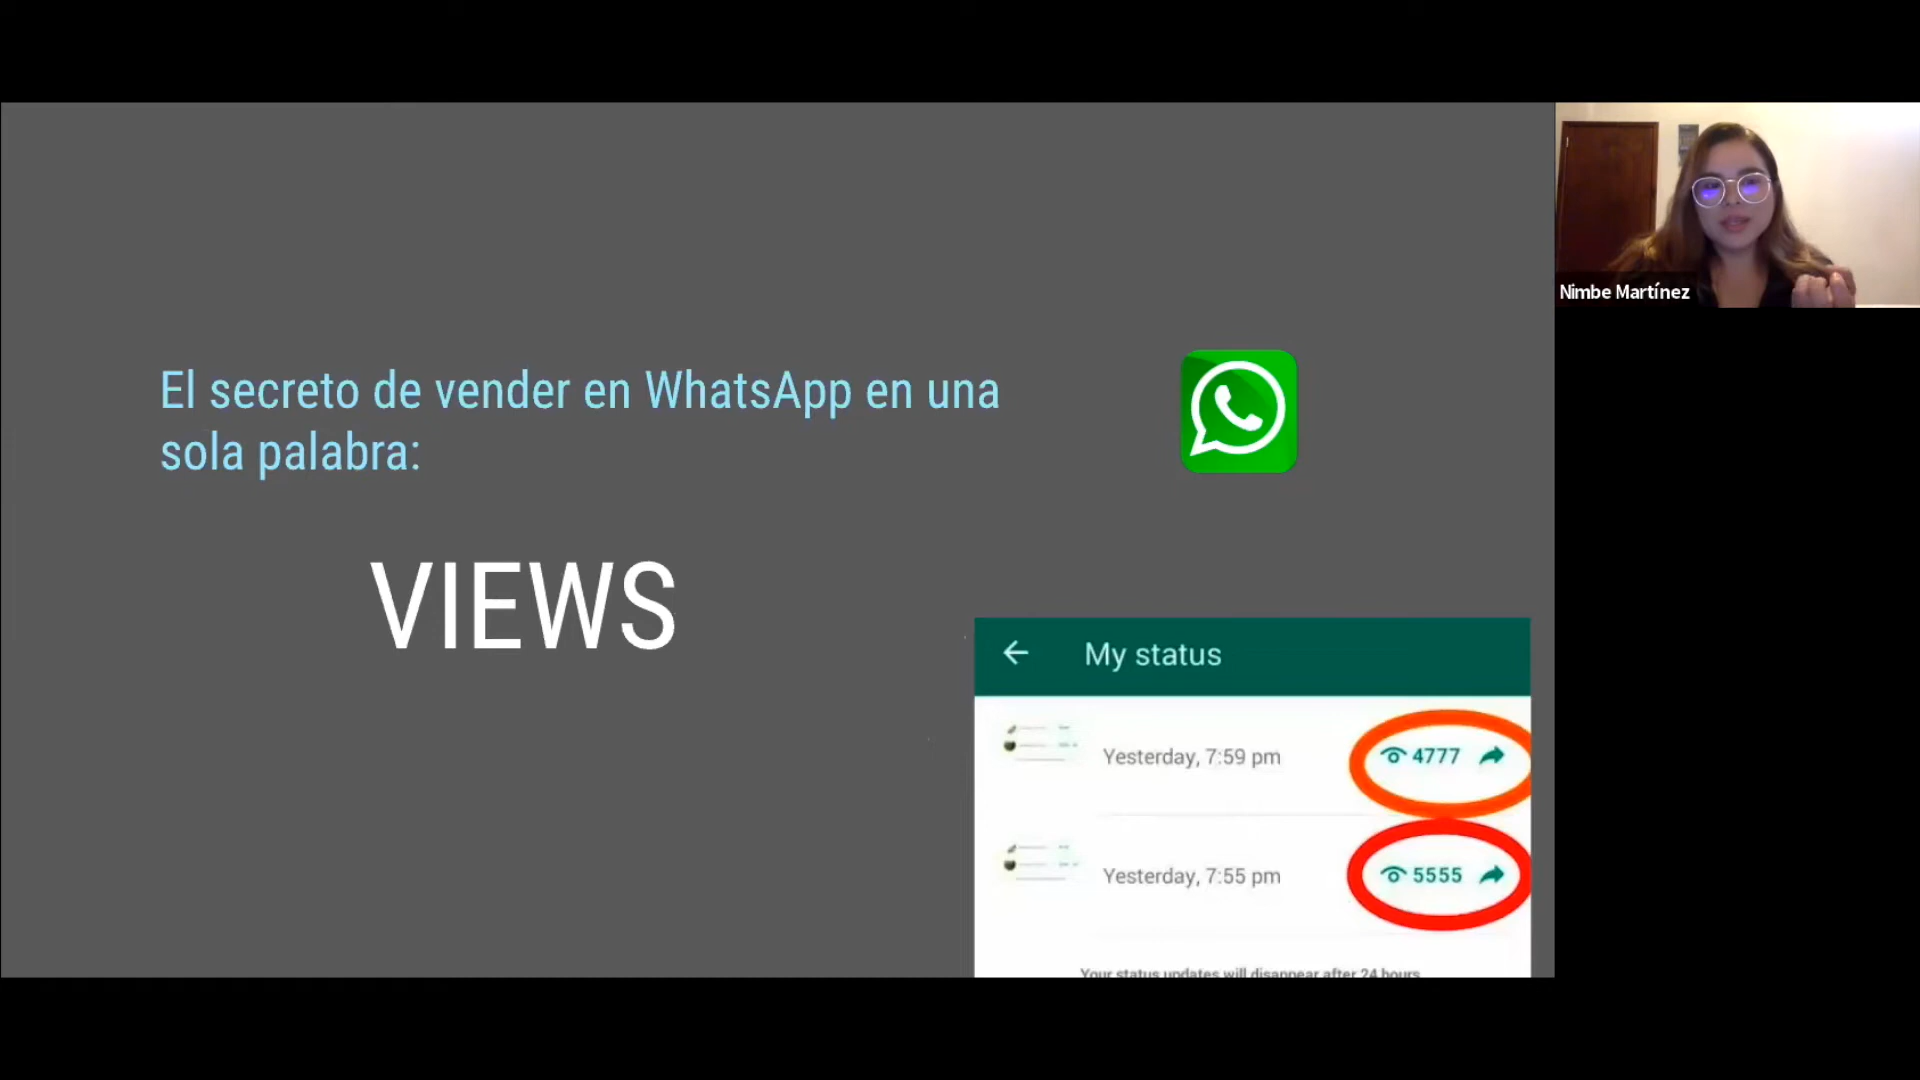 El secreto de vender en WhatsApp en una
sola palabra:
VIEWS
My status
Yesterday, 7:59 pm
4777
Yesterday, 7:55 pm
5555
Your status updates will disappear after 24 hours
Nimbe Martínez